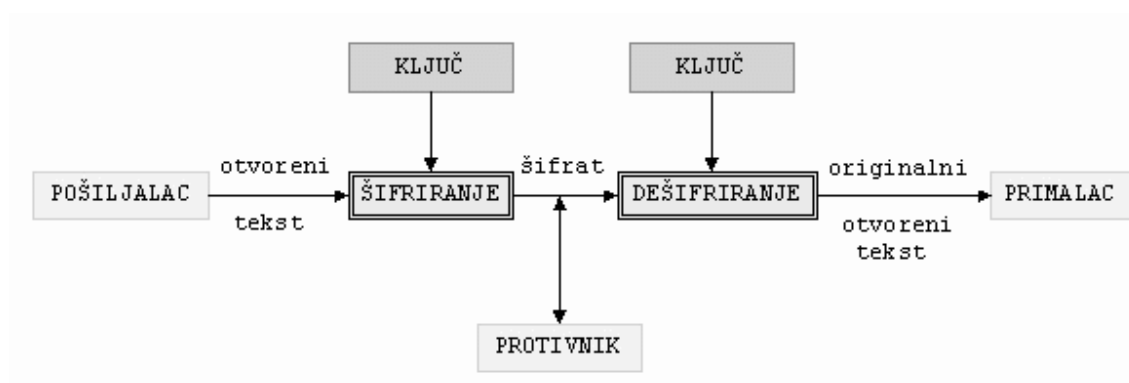 KLJUČ
KLJUČ
otvoreni
šifrat
originalni
POŠILJALAC
ŠIFRIRANJE
DEŠIFRIRANJE
PRIMALAC
tekst
otvoreni
tekst
PROTIVNIK